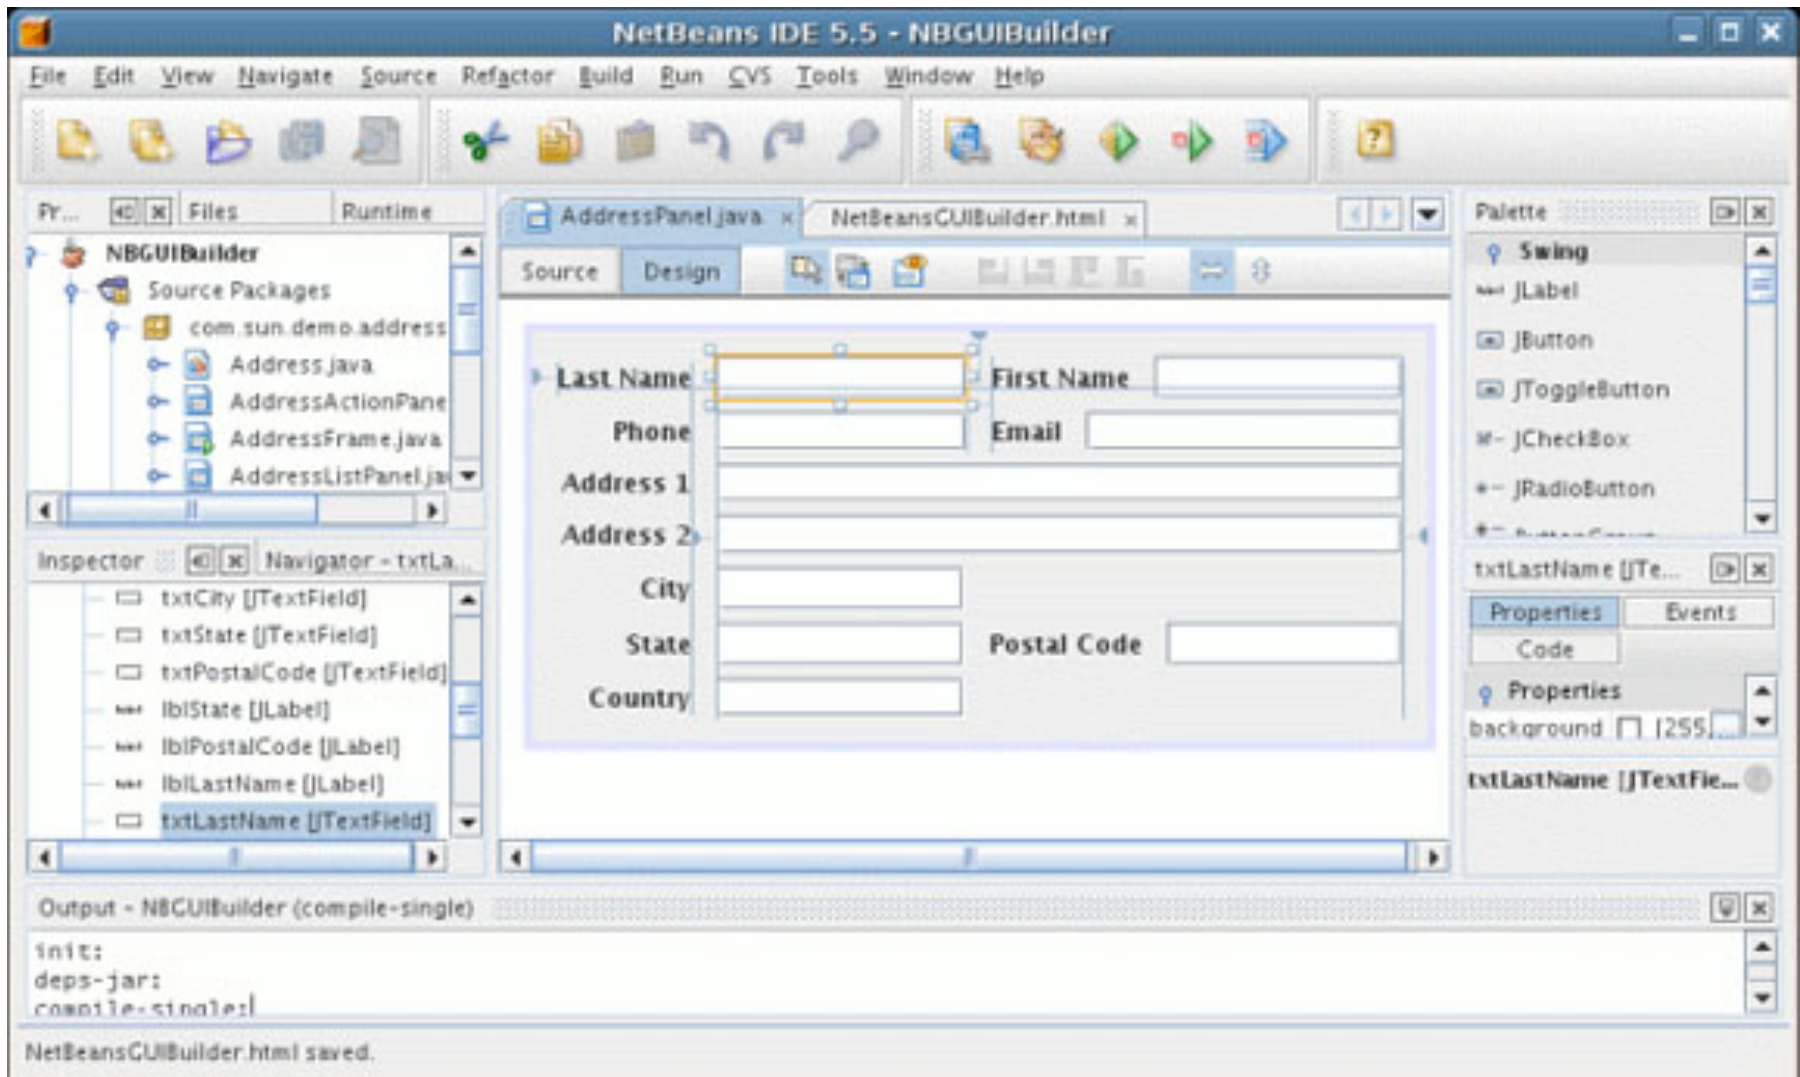 NetBeans IDE 5.5 - NBGUIBuilder
File Edit View Navigate Source Refactor Build Run CVS Tools Window Help
Pr... Files Runtime
NBGUIBuilder
Source Packages
com.sun.demo.address
Address.java
AddressActionPane
AddressFrame.java
AddressListPanel.ja
Inspector Navigator - txtLa...
txtCity [JTextField]
txtState [JTextField]
txtPostalCode [JTextField]
lblState [JLabel]
lblPostalCode [JLabel]
lblLastName [JLabel]
txtLastName [JTextField]
AddressPanel.java NetBeansGUIBuilder.html
Source Design
Last Name First Name
Phone Email
Address 1
Address 2
City
State Postal Code
Country
Palette
Swing
JLabel
JButton
JToggleButton
JCheckBox
JRadioButton
txtLastName [JTe...
Properties Events
Code
Properties
background [255, ...
txtLastName [JTextFie...
Output - NBGUIBuilder (compile-single)
init:
deps-jar:
compile-single:
NetBeansGUIBuilder.html saved.